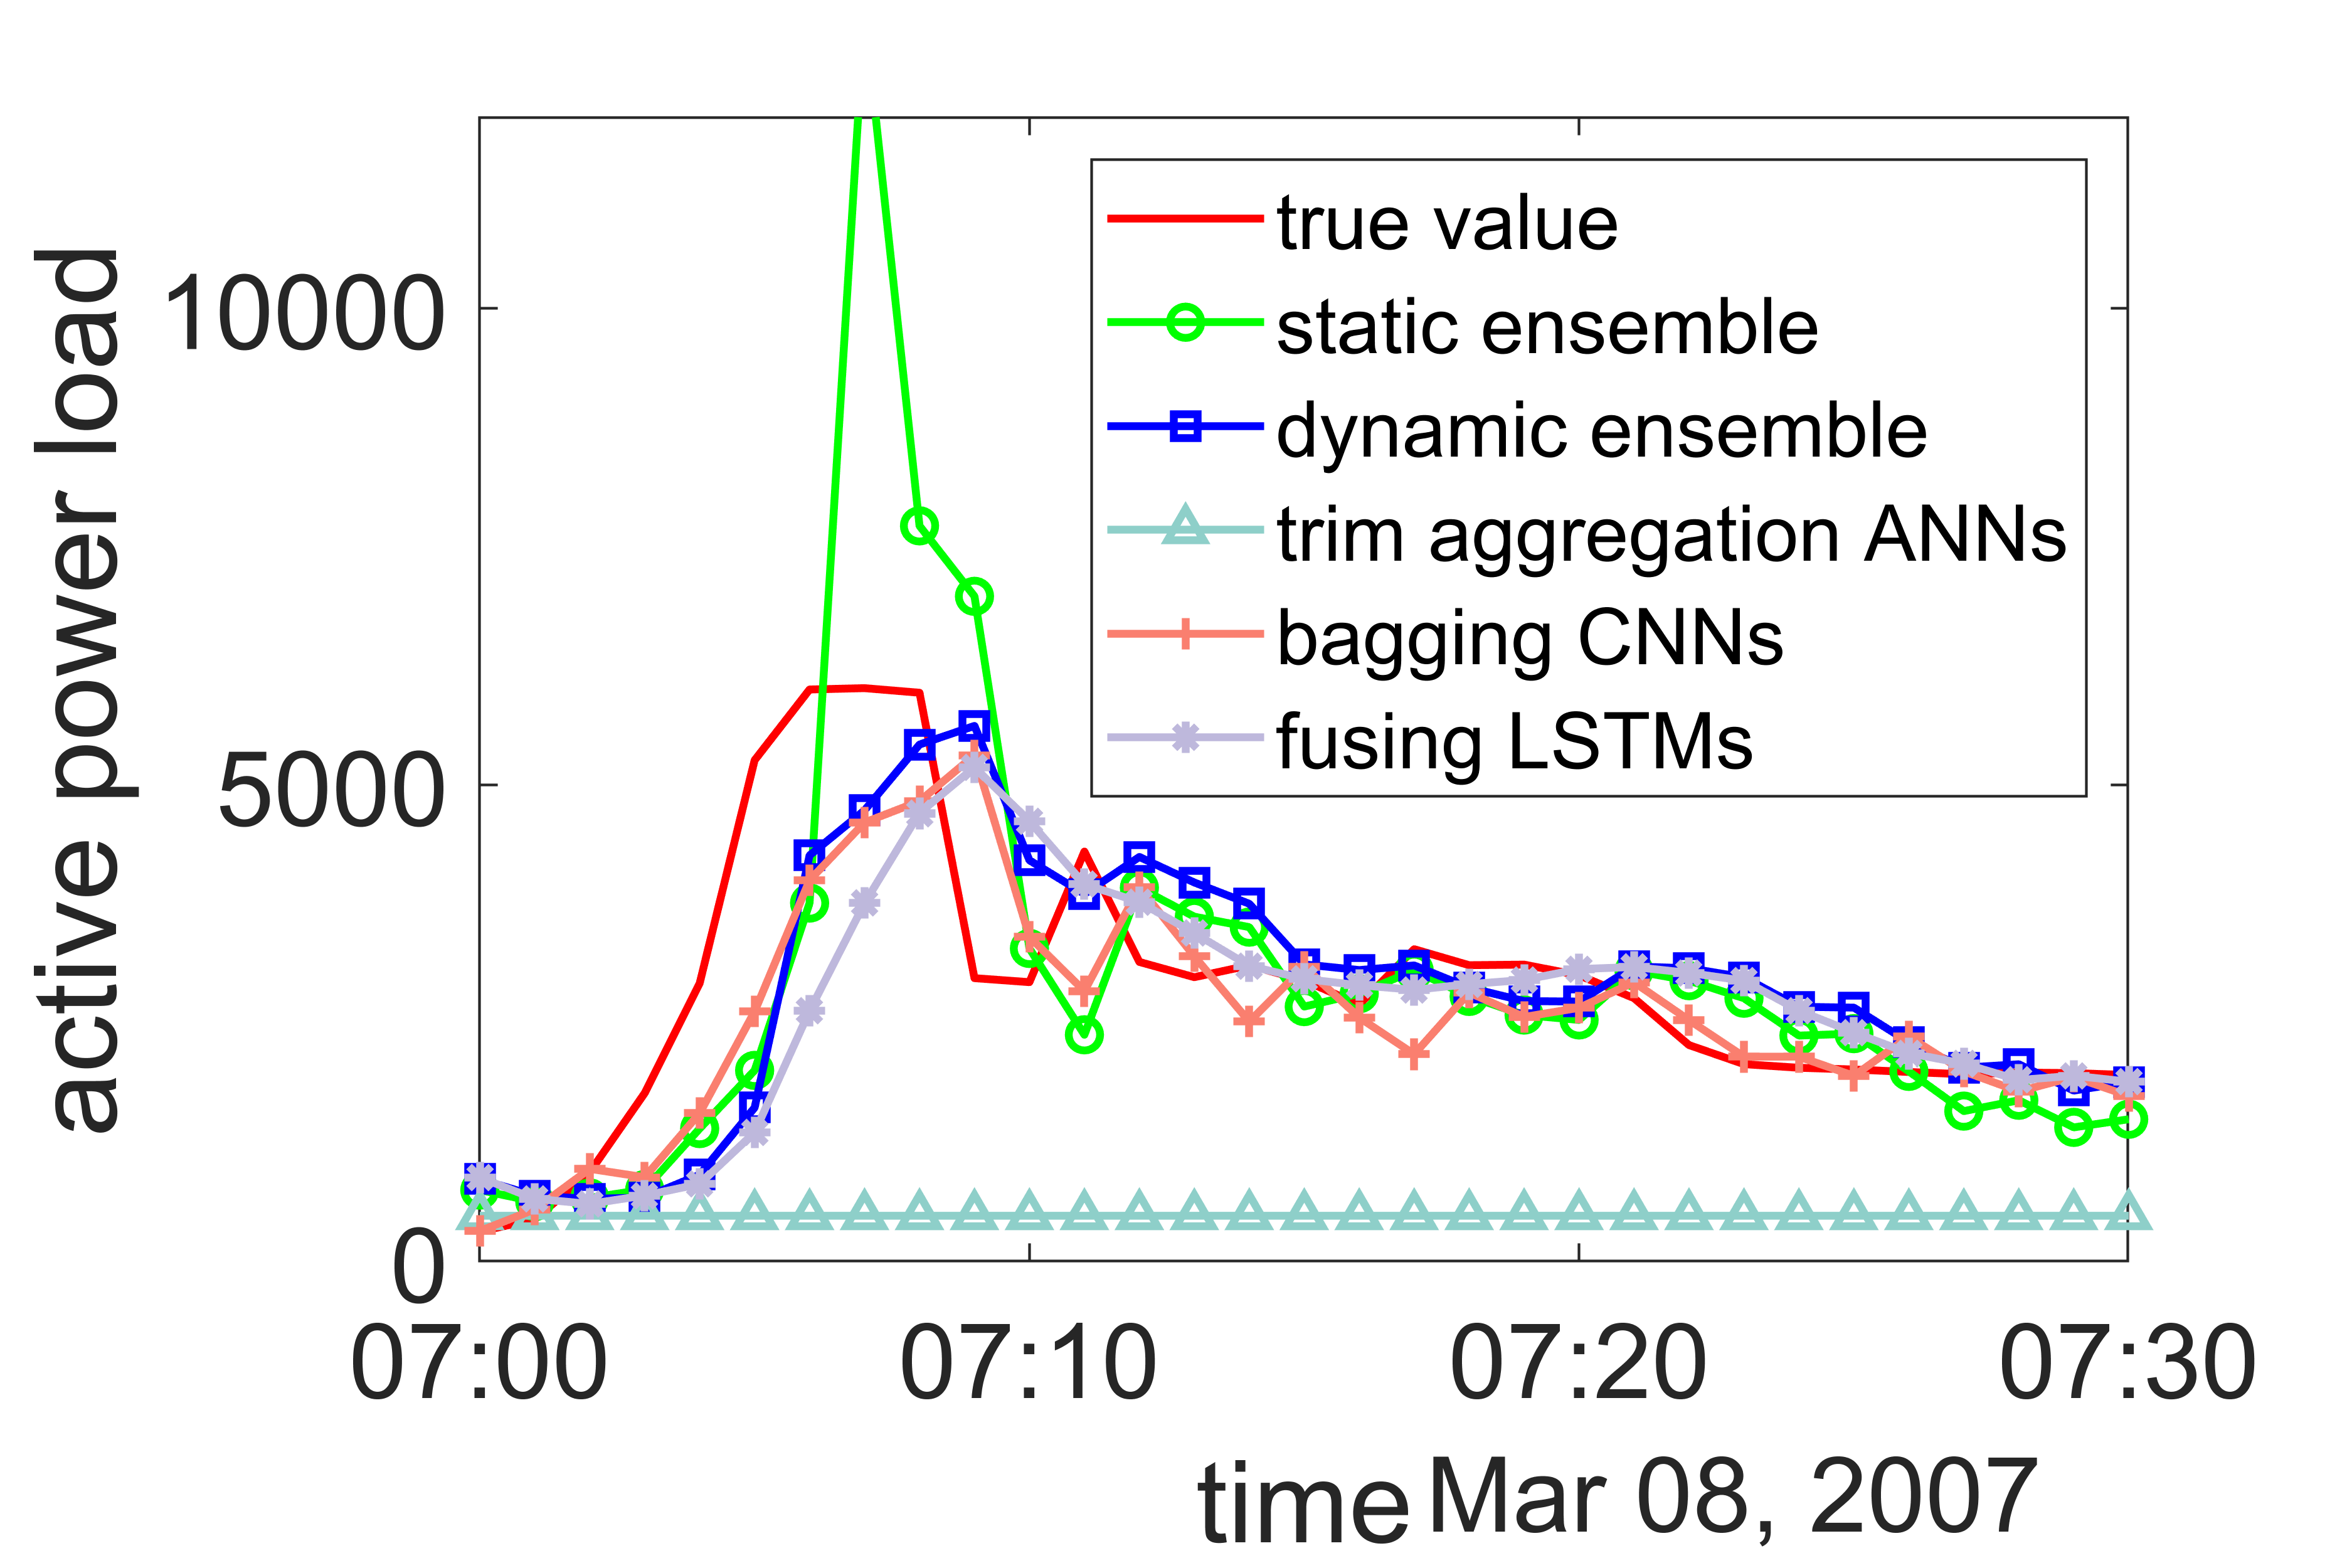 active power load
10000
5000
0
true value
static ensemble
dynamic ensemble
trim aggregation ANNs
bagging CNNs
fusing LSTMs
07:00 07:10 07:20 07:30
time Mar 08, 2007